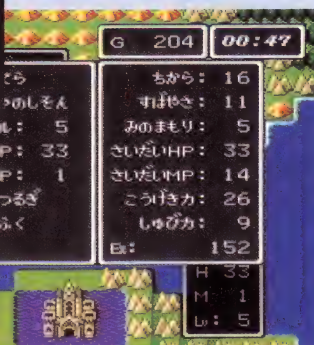 G 204
00:47
のしそん
ル: 5
P: 33
P: 1
つるぎ
ふく
ちから: 16
すばやさ: 11
みのまもり: 5
さいだいHP: 33
さいだいMP: 14
こうげき力: 26
しゅび力: 9
Ex: 152
H 33
M 1
Lv: 5